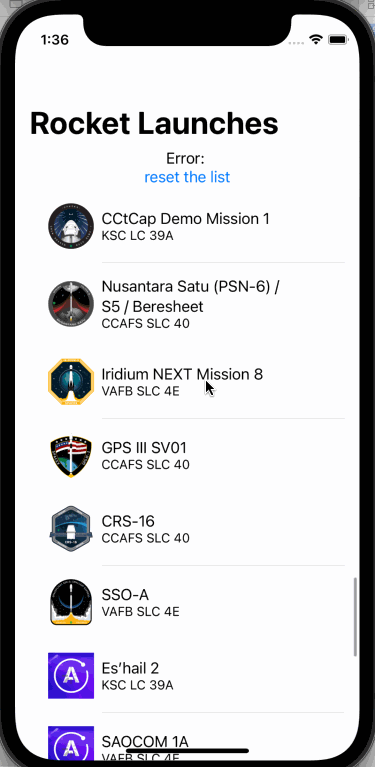 1:36
Rocket Launches
Error:
reset the list
CCtCap Demo Mission 1
KSC LC 39A
Nusantara Satu (PSN-6) /
S5 / Beresheet
CCAFS SLC 40
Iridium NEXT Mission 8
VAFB SLC 4E
GPS III SV01
CCAFS SLC 40
CRS-16
CCAFS SLC 40
SSO-A
VAFB SLC 4E
Es’hail 2
KSC LC 39A
SAOCOM 1A
VAFB SLC 4E